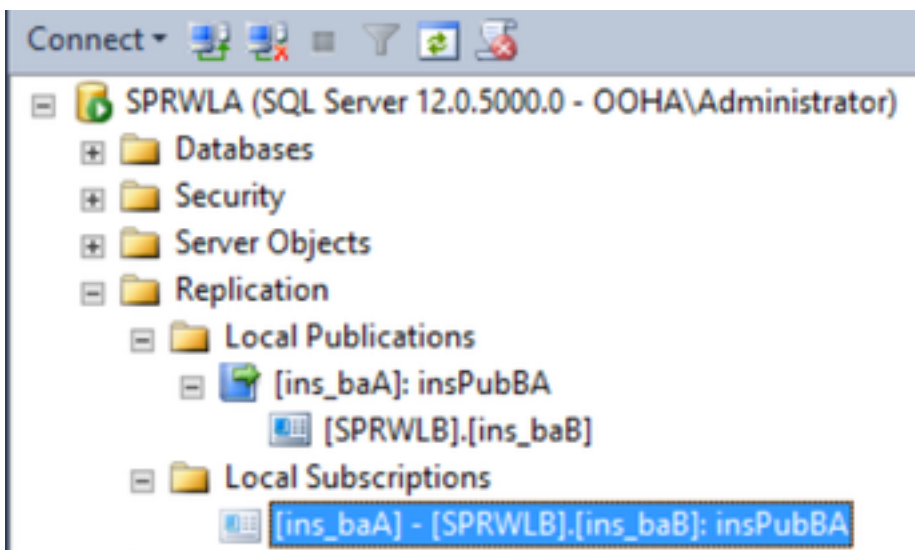 Connect
SPRWLA (SQL Server 12.0.5000.0 - OOHA\Administrator)
Databases
Security
Server Objects
Replication
Local Publications
[ins_baA]: insPubBA
[SPRWLB].[ins_baB]
Local Subscriptions
[ins_baA] - [SPRWLB].[ins_baB]: insPubBA